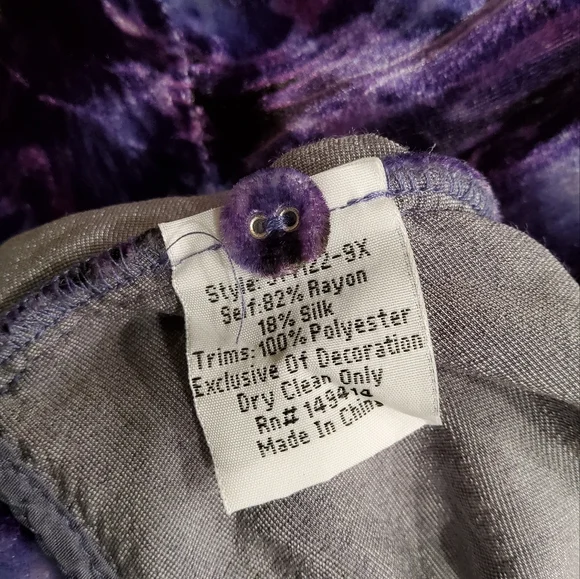 Style:
Self:82% Rayon
18% Silk
Trims:100% Polyester
Exclusive Of Decoration
Dry Clean Only
Rn# 149419
Made In China